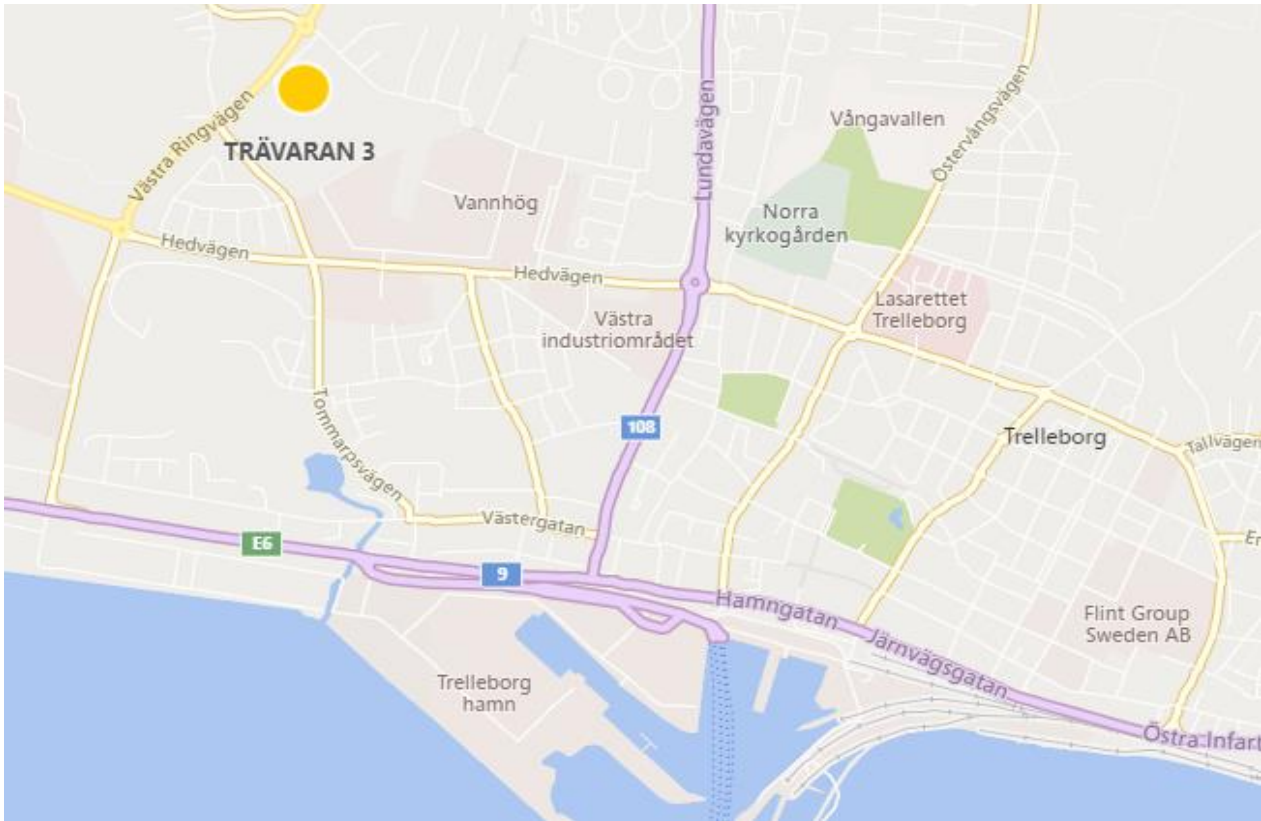 Västra Ringvägen
TRÄVARAN 3
Lundavägen
Vångavallen
Östervångsvägen
Vannhög
Norra
kyrkogården
Hedvägen
Hedvägen
Lasarettet
Trelleborg
Västra
industriområdet
108
Trelleborg
Tallvägen
Tommarpsvägen
Västergatan
E6
9
Er
Hamngatan
Järnvägsgatan
Flint Group
Sweden AB
Trelleborg
hamn
Östra Infart